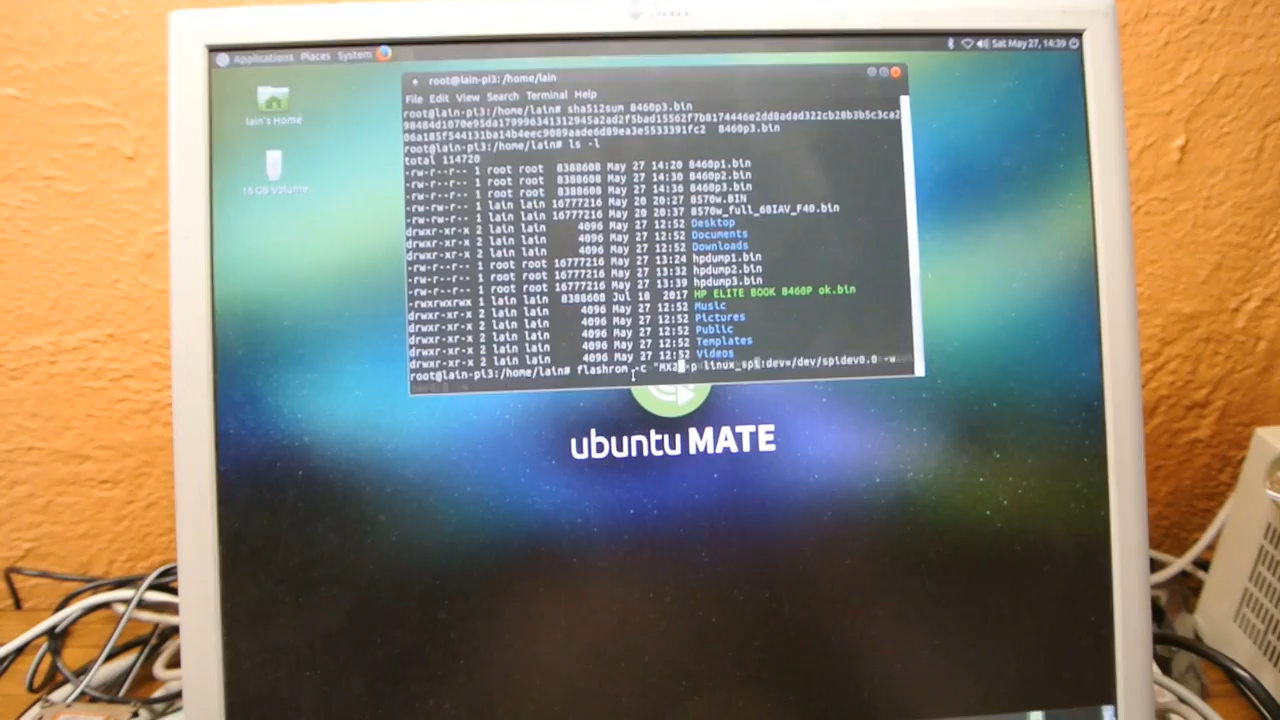 Applications Places System
Sat May 27, 14:39
lain's Home
16 GB Volume
root@lain-pi3: /home/lain
File Edit View Search Terminal Help
root@lain-pi3:/home/lain# sha512sum 8460p3.bin
8460p3.bin
root@lain-pi3:/home/lain# ls -l
total 114720
-rw-r--r-- 1 root root 8388608 May 27 14:20 8460p1.bin
-rw-r--r-- 1 root root 8388608 May 27 14:30 8460p2.bin
-rw-r--r-- 1 root root 8388608 May 27 14:36 8460p3.bin
-rw-rw-r-- 1 lain lain 16777216 May 20 20:27 8570w.BIN
-rw-rw-r-- 1 lain lain 16777216 May 20 20:37 8570w_full_68IAV_F40.bin
drwxr-xr-x 2 lain lain 4096 May 27 12:52 Desktop
drwxr-xr-x 2 lain lain 4096 May 27 12:52 Documents
drwxr-xr-x 2 lain lain 4096 May 27 12:52 Downloads
-rw-r--r-- 1 root root 16777216 May 27 13:24 hpdump1.bin
-rw-r--r-- 1 root root 16777216 May 27 13:32 hpdump2.bin
-rw-r--r-- 1 root root 16777216 May 27 13:39 hpdump3.bin
-rwxrwxrwx 1 lain lain 8388608 Jul 18 2017 HP ELITE BOOK 8460P ok.bin
drwxr-xr-x 2 lain lain 4096 May 27 12:52 Music
drwxr-xr-x 2 lain lain 4096 May 27 12:52 Pictures
drwxr-xr-x 2 lain lain 4096 May 27 12:52 Public
drwxr-xr-x 2 lain lain 4096 May 27 12:52 Templates
drwxr-xr-x 2 lain lain 4096 May 27 12:52 Videos
root@lain-pi3:/home/lain# flashrom -c "MX2 -p linux_spi:dev=/dev/spidev0.0 -w
ubuntu MATE